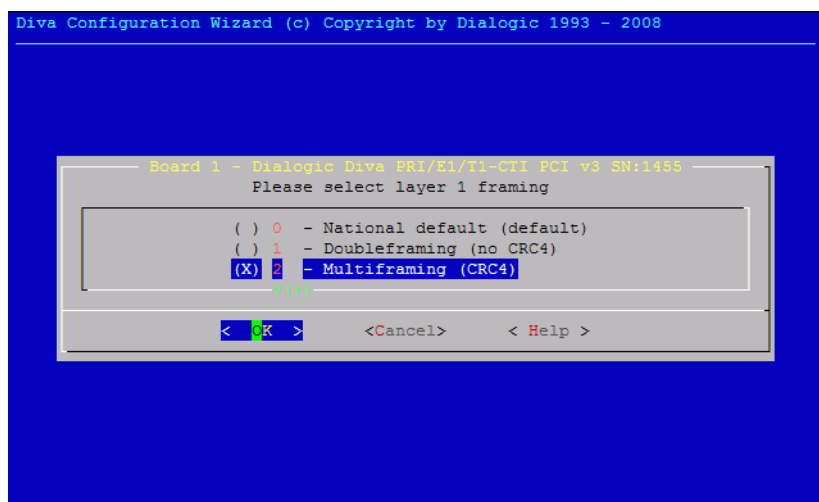 Diva Configuration Wizard (c) Copyright by Dialogic 1993 - 2008
Board 1 - Dialogic Diva PRI/E1/T1-CTI PCI v3 SN:1455
Please select layer 1 framing
( ) 0 - National default (default)
( ) 1 - Doubleframing (no CRC4)
(X) 2 - Multiframing (CRC4)
v(+)
< OK > <Cancel> < Help >